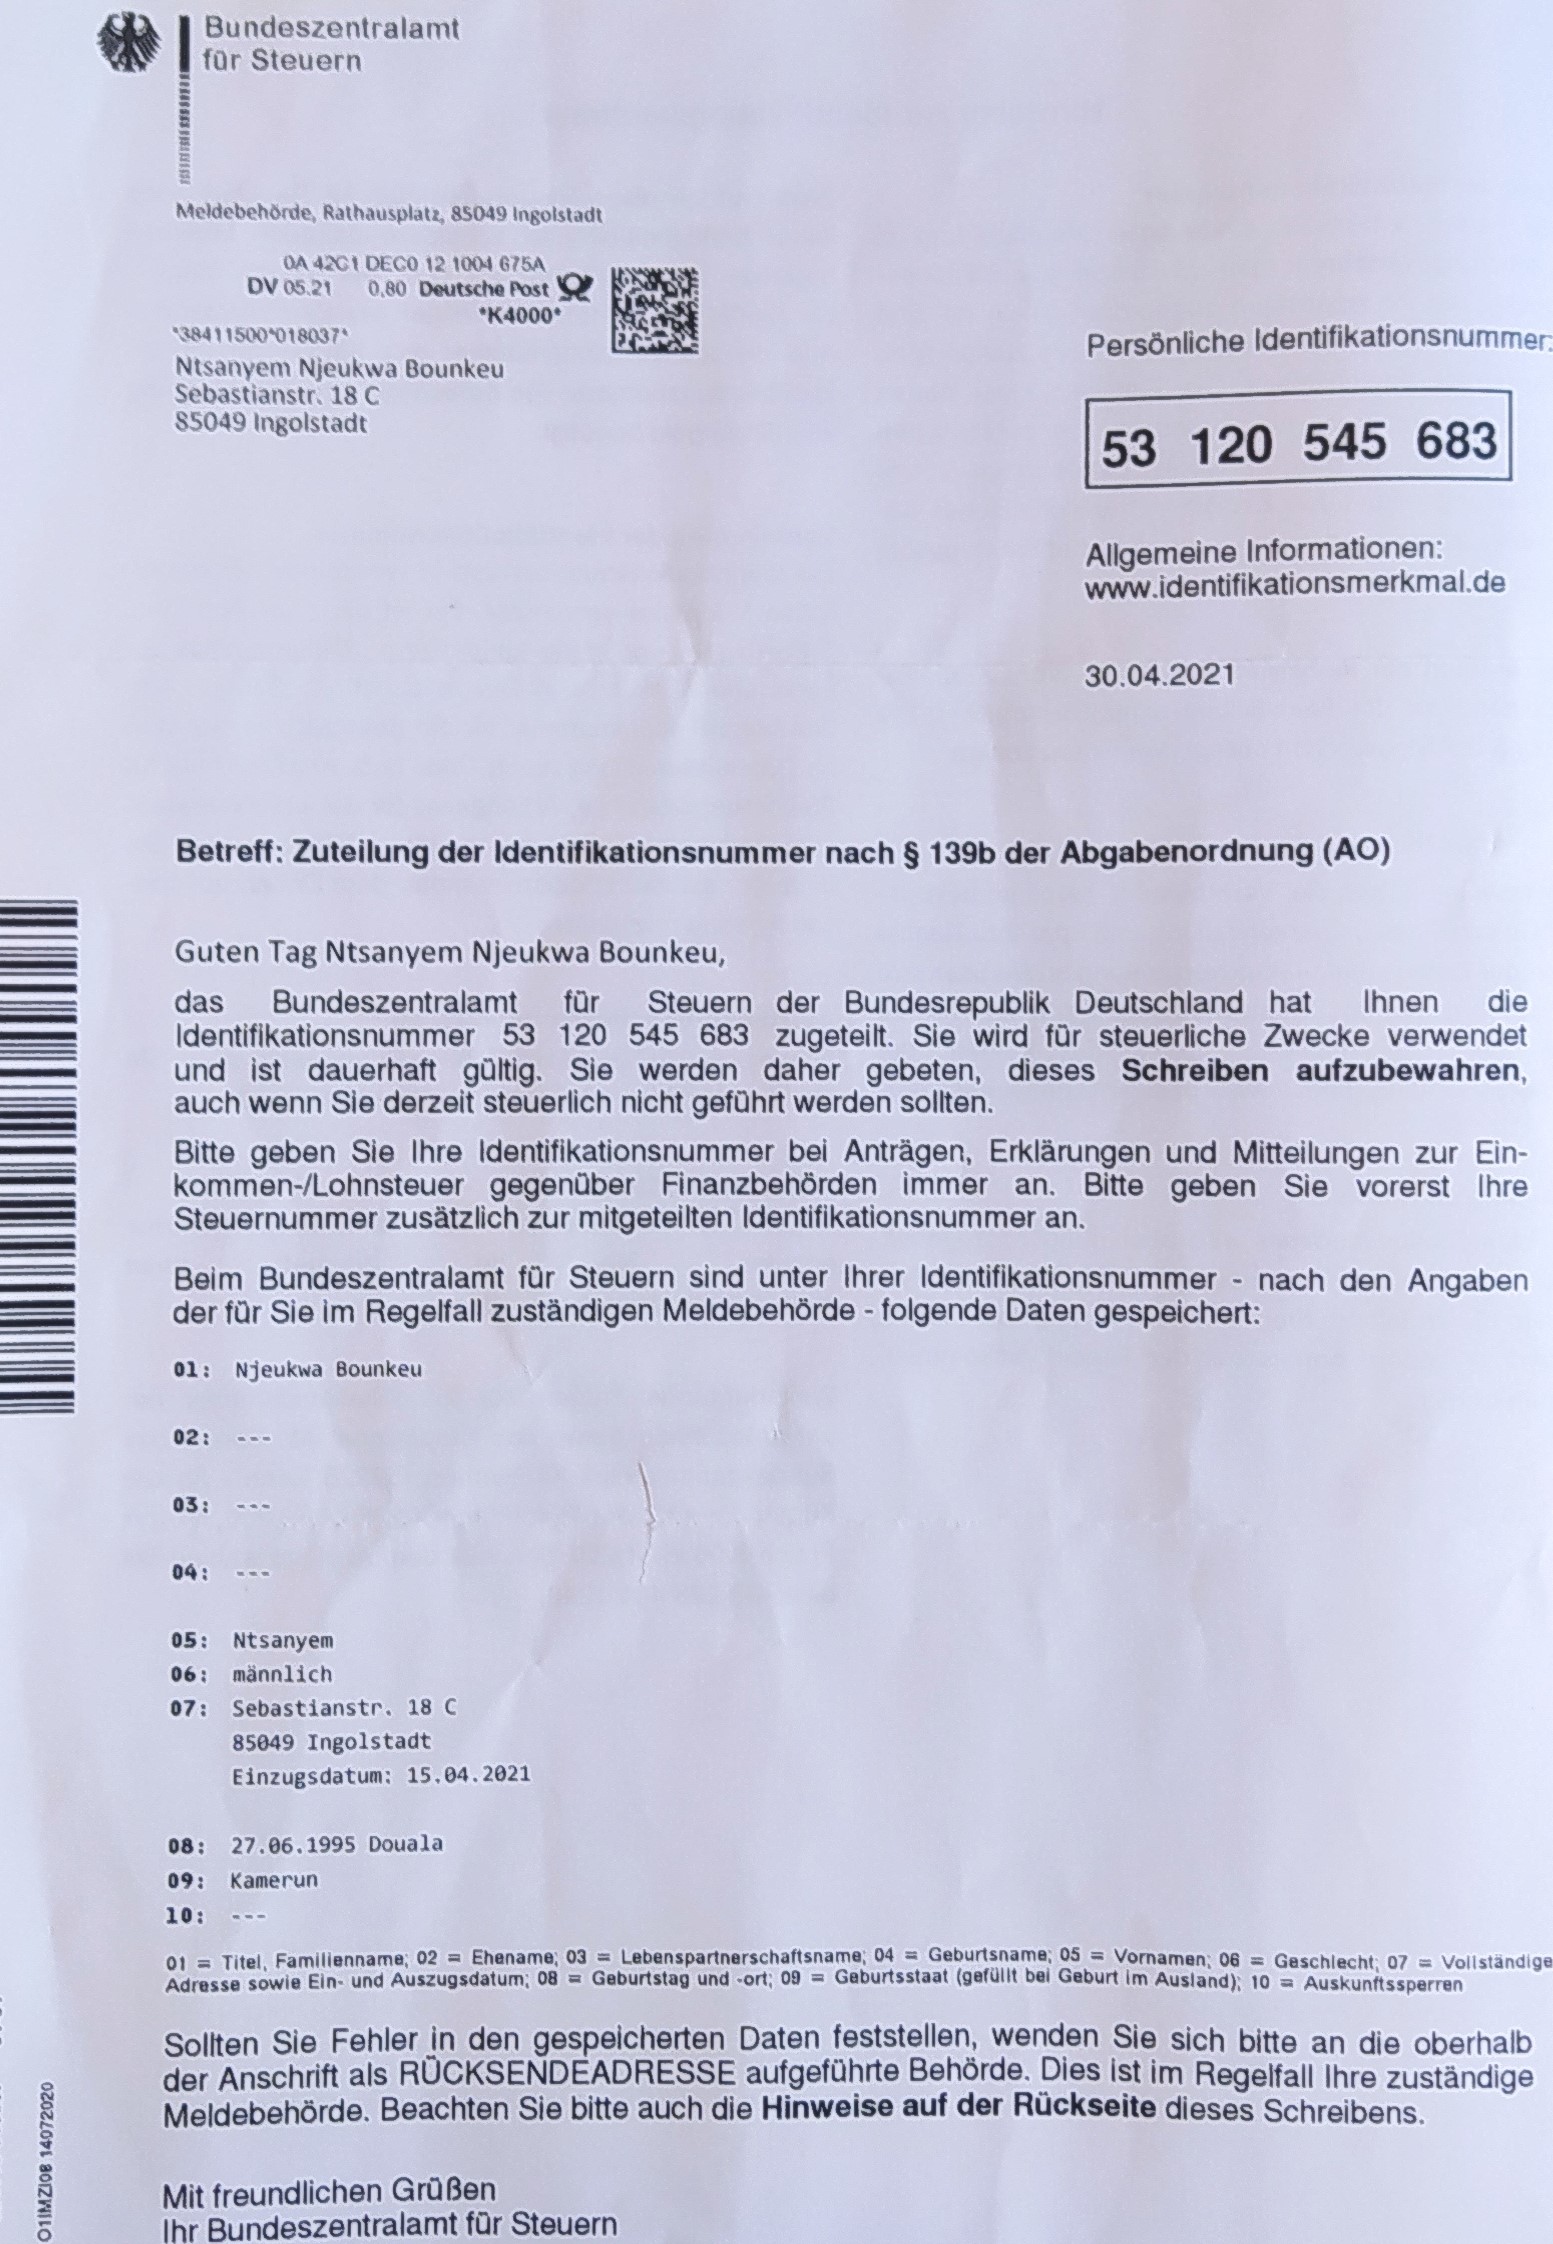 Bundeszentralamt
für Steuern
Meldebehörde, Rathausplatz, 85049 Ingolstadt
0A 42C1 DEC0 12 1004 675A
DV 05.21 0,80 Deutsche Post
*K4000*
*38411500*018037*
Ntsanyem Njeukwa Bounkeu
Sebastianstr. 18 C
85049 Ingolstadt
Persönliche Identifikationsnummer:
53 120 545 683
Allgemeine Informationen:
www.identifikationsmerkmal.de
30.04.2021
Betreff: Zuteilung der Identifikationsnummer nach § 139b der Abgabenordnung (AO)
Guten Tag Ntsanyem Njeukwa Bounkeu,
das Bundeszentralamt für Steuern der Bundesrepublik Deutschland hat Ihnen die
Identifikationsnummer 53 120 545 683 zugeteilt. Sie wird für steuerliche Zwecke verwendet
und ist dauerhaft gültig. Sie werden daher gebeten, dieses Schreiben aufzubewahren,
auch wenn Sie derzeit steuerlich nicht geführt werden sollten.
Bitte geben Sie Ihre Identifikationsnummer bei Anträgen, Erklärungen und Mitteilungen zur Ein-
kommen-/Lohnsteuer gegenüber Finanzbehörden immer an. Bitte geben Sie vorerst Ihre
Steuernummer zusätzlich zur mitgeteilten Identifikationsnummer an.
Beim Bundeszentralamt für Steuern sind unter Ihrer Identifikationsnummer - nach den Angaben
der für Sie im Regelfall zuständigen Meldebehörde - folgende Daten gespeichert:
01: Njeukwa Bounkeu
02: ---
03: ---
04: ---
05: Ntsanyem
06: männlich
07: Sebastianstr. 18 C
85049 Ingolstadt
Einzugsdatum: 15.04.2021
08: 27.06.1995 Douala
09: Kamerun
10: ---
01 = Titel, Familienname; 02 = Ehename; 03 = Lebenspartnerschaftsname; 04 = Geburtsname; 05 = Vornamen; 06 = Geschlecht; 07 = Vollständige
Adresse sowie Ein- und Auszugsdatum; 08 = Geburtstag und -ort; 09 = Geburtsstaat (gefüllt bei Geburt im Ausland); 10 = Auskunftssperren
Sollten Sie Fehler in den gespeicherten Daten feststellen, wenden Sie sich bitte an die oberhalb
der Anschrift als RÜCKSENDEADRESSE aufgeführte Behörde. Dies ist im Regelfall Ihre zuständige
Meldebehörde. Beachten Sie bitte auch die Hinweise auf der Rückseite dieses Schreibens.
Mit freundlichen Grüßen
Ihr Bundeszentralamt für Steuern
O1IMZI08 14072020